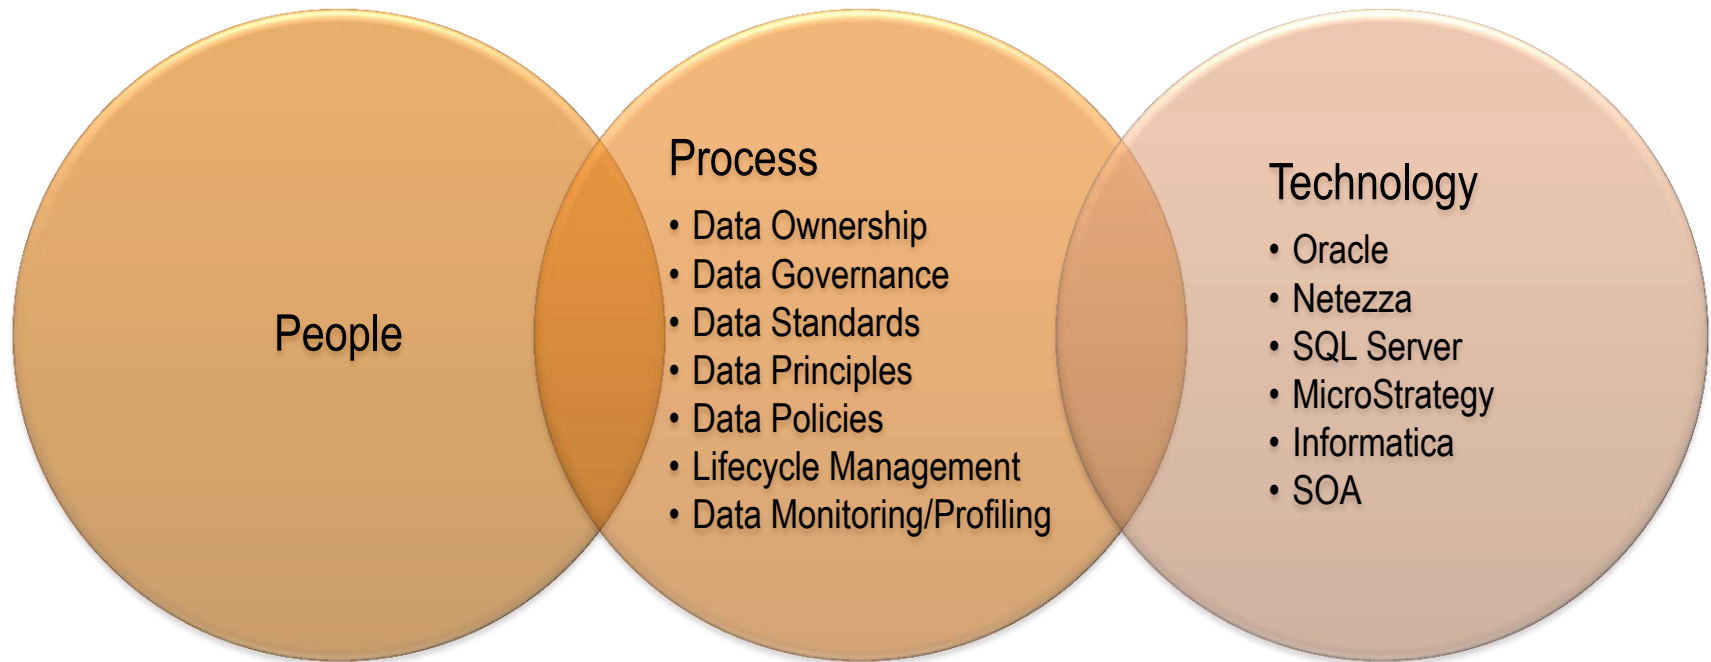 People
Process
• Data Ownership
• Data Governance
• Data Standards
• Data Principles
• Data Policies
• Lifecycle Management
• Data Monitoring/Profiling
Technology
• Oracle
• Netezza
• SQL Server
• MicroStrategy
• Informatica
• SOA